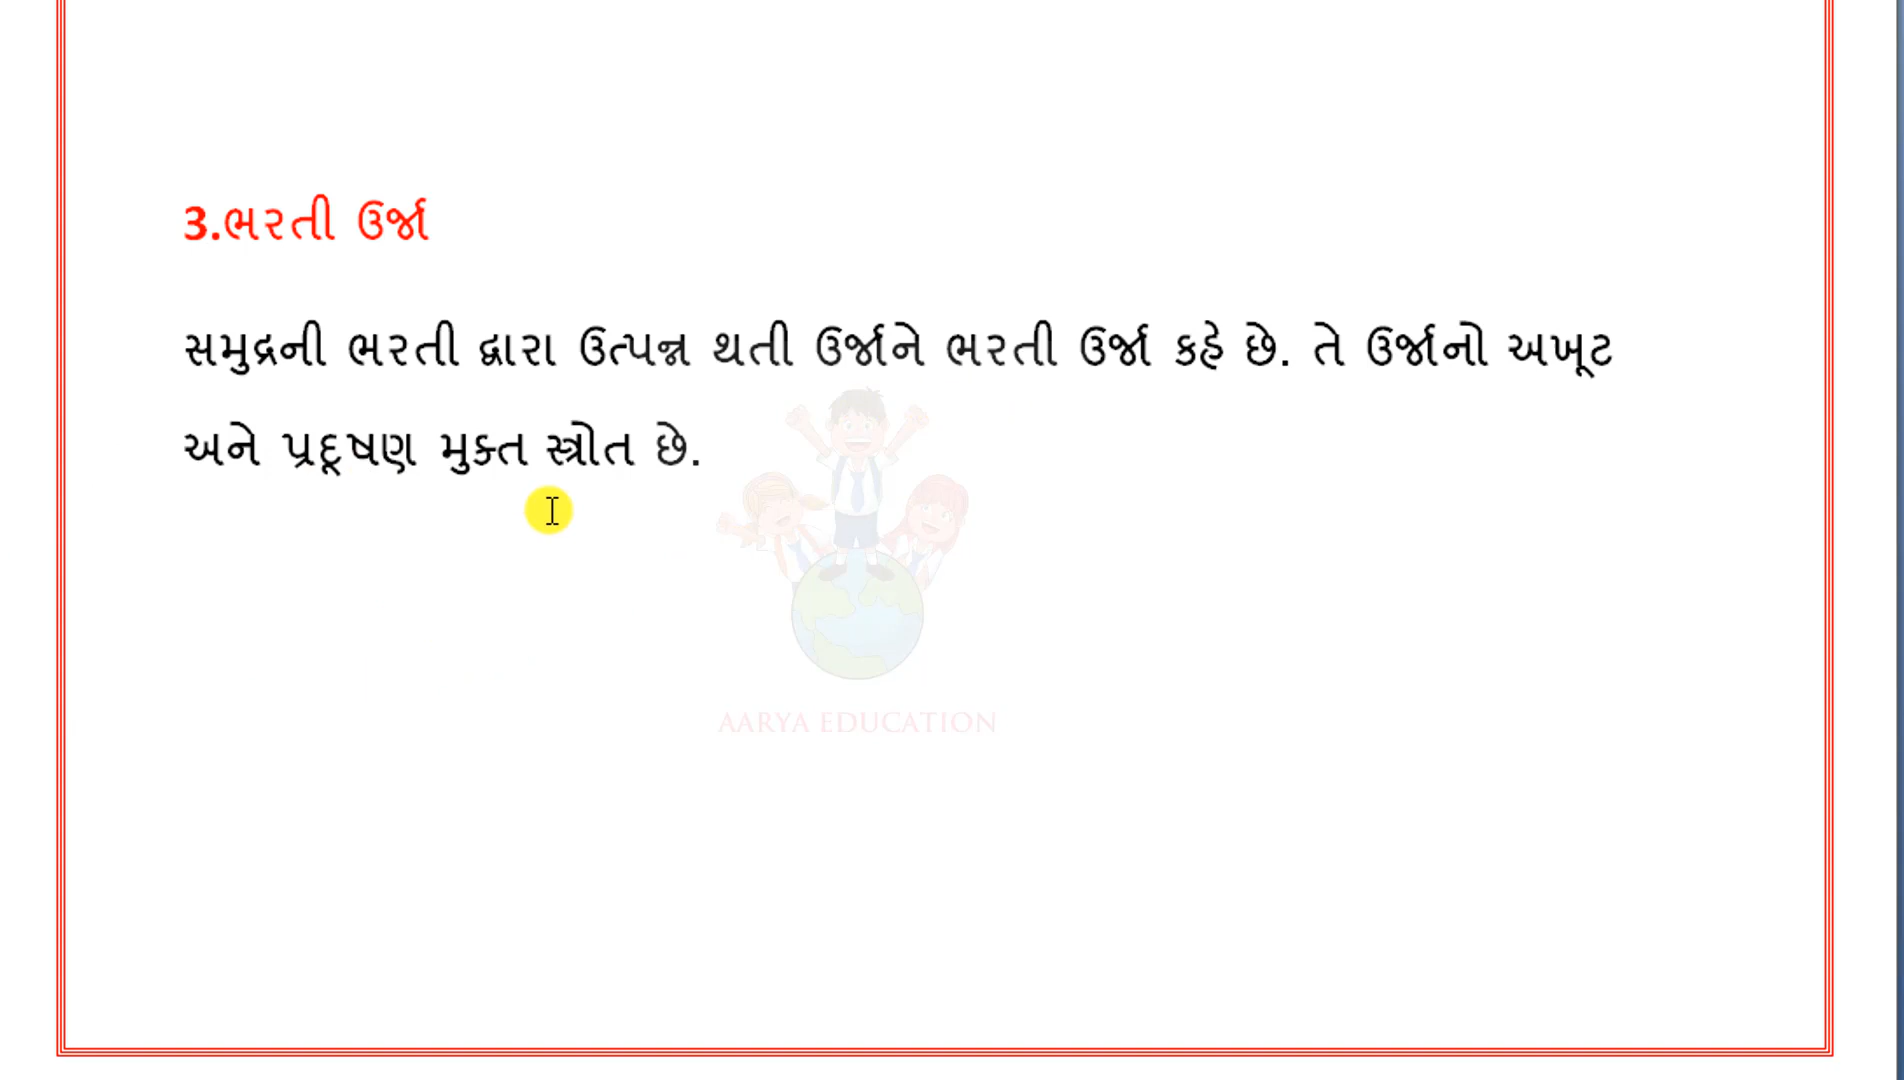 3.ભરતી ઉર્જા
સમુદ્રની ભરતી દ્વારા ઉત્પન્ન થતી ઉર્જાને ભરતી ઉર્જા કહે છે. તે ઉર્જાનો અખૂટ
અને પ્રદૂષણ મુક્ત સ્ત્રોત છે.
AARYA EDUCATION